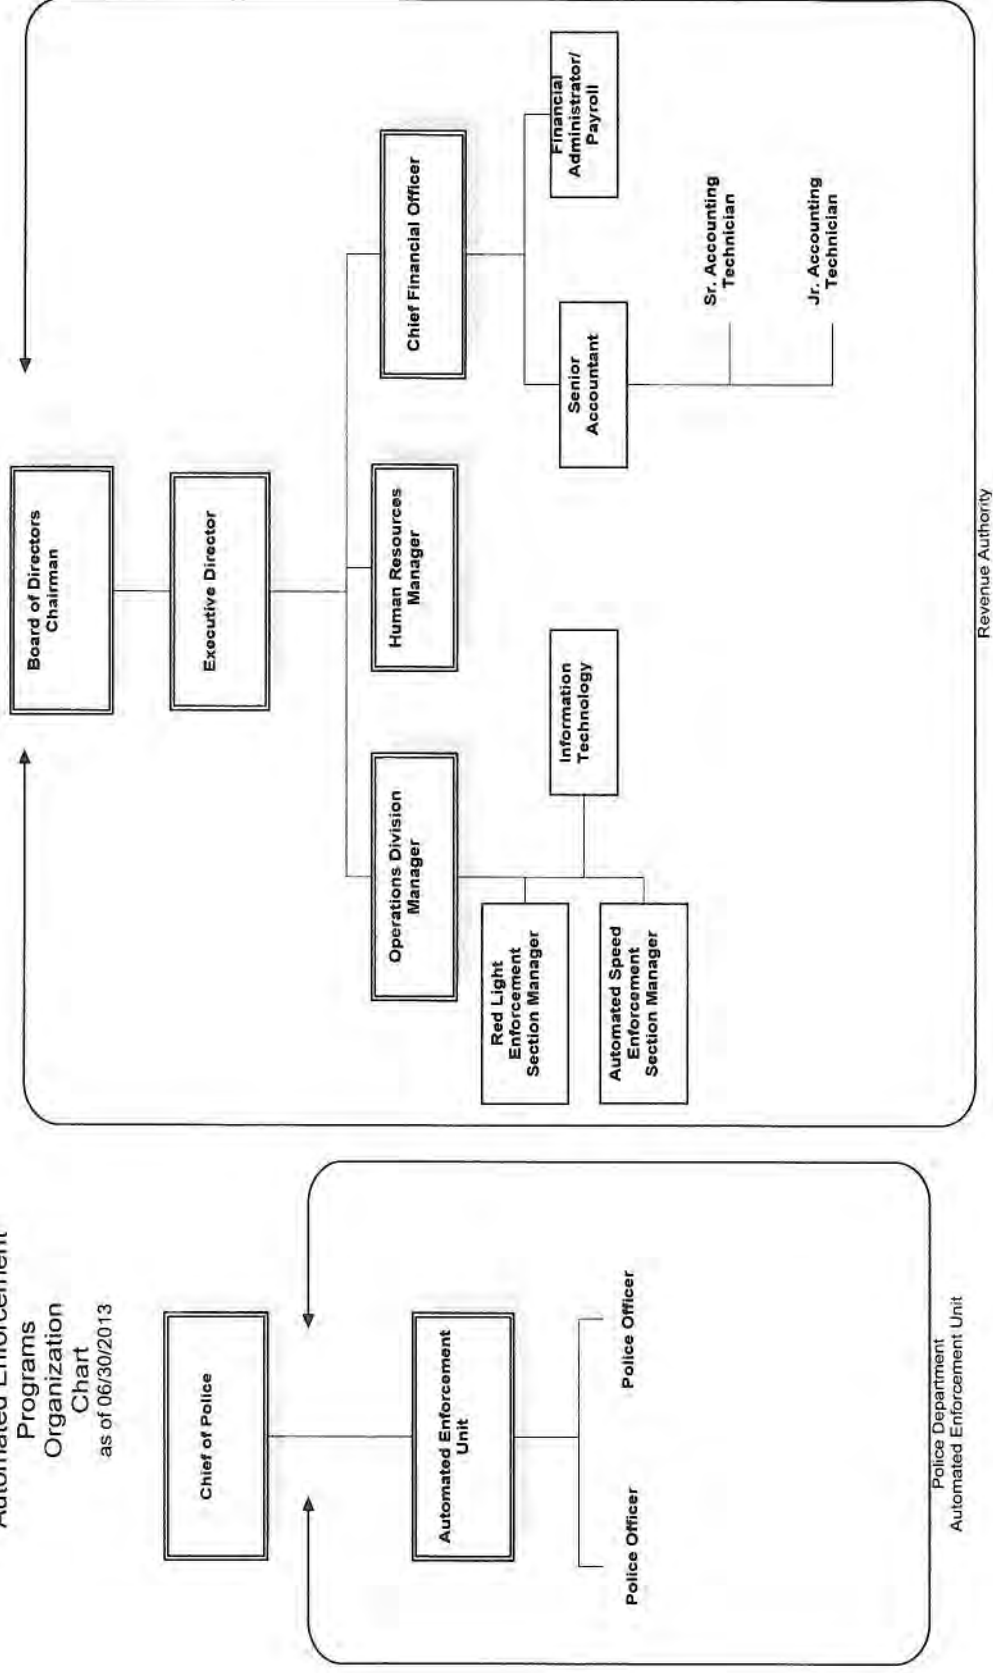 Automated Enforcement
Programs
Organization
Chart
as of 06/30/2013
Chief of Police
Automated Enforcement
Unit
Police Officer
Police Officer
Police Department
Automated Enforcement Unit
Board of Directors
Chairman
Executive Director
Operations Division
Manager
Human Resources
Manager
Chief Financial Officer
Red Light
Enforcement
Section Manager
Automated Speed
Enforcement
Section Manager
Information
Technology
Senior
Accountant
Financial
Administrator/
Payroll
Sr. Accounting
Technician
Jr. Accounting
Technician
Revenue Authority